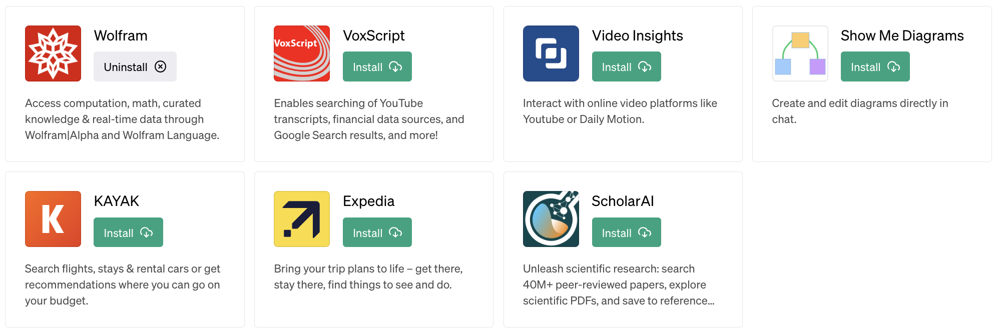 Wolfram
Uninstall
Access computation, math, curated
knowledge & real-time data through
Wolfram|Alpha and Wolfram Language.
VoxScript
VoxScript
Install
Enables searching of YouTube
transcripts, financial data sources, and
Google Search results, and more!
Video Insights
Install
Interact with online video platforms like
Youtube or Daily Motion.
Show Me Diagrams
Install
Create and edit diagrams directly in
chat.
K
KAYAK
Install
Search flights, stays & rental cars or get
recommendations where you can go on
your budget.
Expedia
Install
Bring your trip plans to life – get there,
stay there, find things to see and do.
ScholarAI
Install
Unleash scientific research: search
40M+ peer-reviewed papers, explore
scientific PDFs, and save to reference...